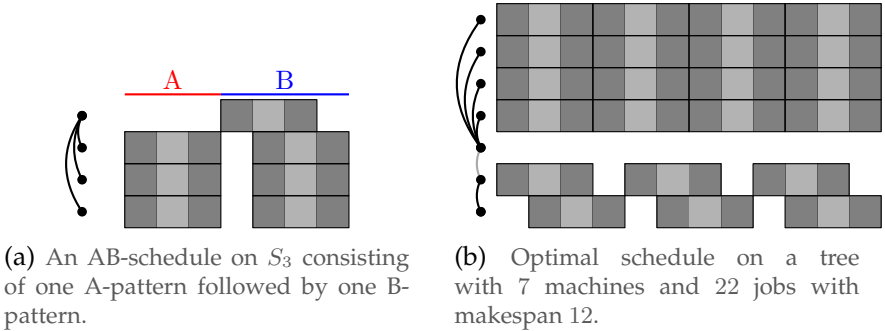 A
B
(a) An AB-schedule on S₃ consisting
of one A-pattern followed by one B-
pattern.
(b) Optimal schedule on a tree
with 7 machines and 22 jobs with
makespan 12.